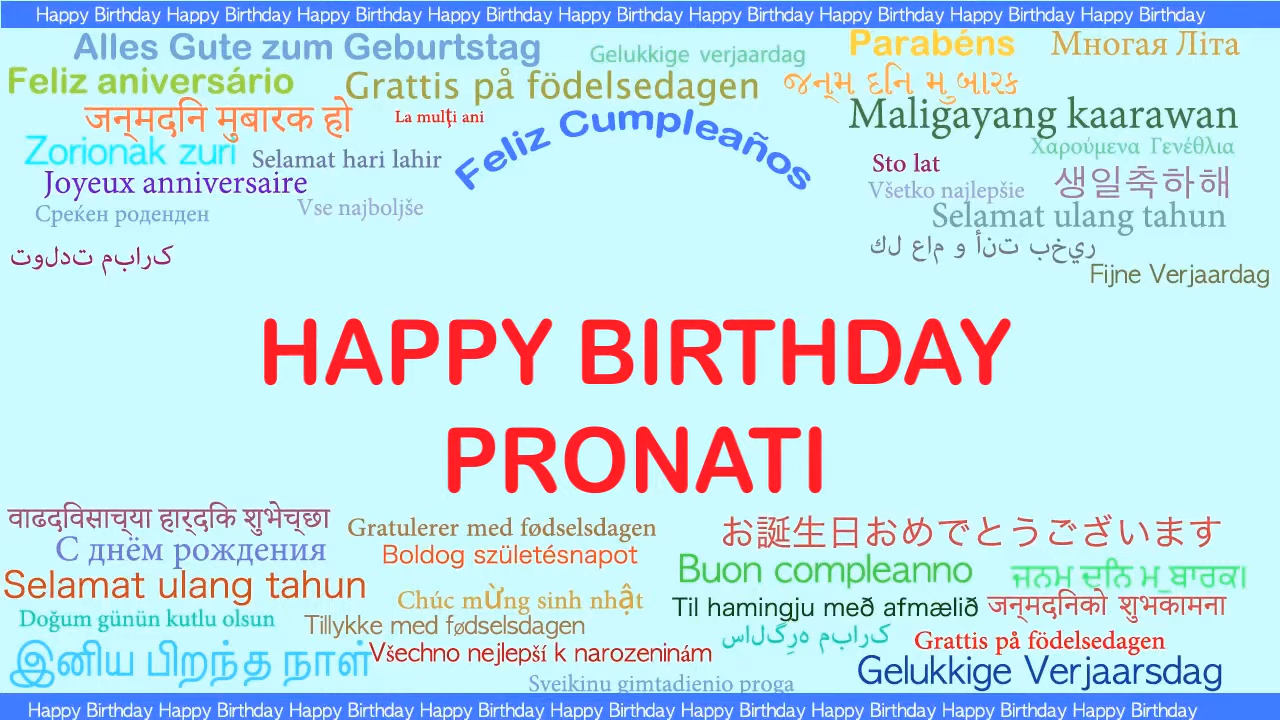 Happy Birthday Happy Birthday Happy Birthday Happy Birthday Happy Birthday Happy Birthday Happy Birthday Happy Birthday Happy Birthday
Alles Gute zum Geburtstag
Gelukkige verjaardag
Parabéns
Многая Літа
Feliz aniversário
Grattis på födelsedagen
જન્મ દિન મુબારક
जन्मदिन मुबारक हो
La mulţi ani
Feliz Cumpleaños
Maligayang kaarawan
Zorionak zuri
Selamat hari lahir
Χαρούμενα Γενέθλια
Sto lat
Joyeux anniversaire
Všetko najlepšie
생일축하해
Среќен роденден
Vse najboljše
Selamat ulang tahun
تولدت مبارک
كل عام و أنت بخير
Fijne Verjaardag
HAPPY BIRTHDAY
PRONATI
वाढदिवसाच्या हार्दिक शुभेच्छा
Gratulerer med fødselsdagen
お誕生日おめでとうございます
С днём рождения
Boldog születésnapot
Buon compleanno
ਜਨਮ ਦਿਨ ਮੁਬਾਰਕ।
Selamat ulang tahun
Chúc mừng sinh nhật
Til hamingju með afmælið
जन्मदिनको शुभकामना
Doğum günün kutlu olsun
Tillykke med fødselsdagen
سالگرہ مبارک
Grattis på födelsedagen
இனிய பிறந்த நாள்
Všechno nejlepší k narozeninám
Gelukkige Verjaarsdag
Sveikinu gimtadienio proga
Happy Birthday Happy Birthday Happy Birthday Happy Birthday Happy Birthday Happy Birthday Happy Birthday Happy Birthday Happy Birthday